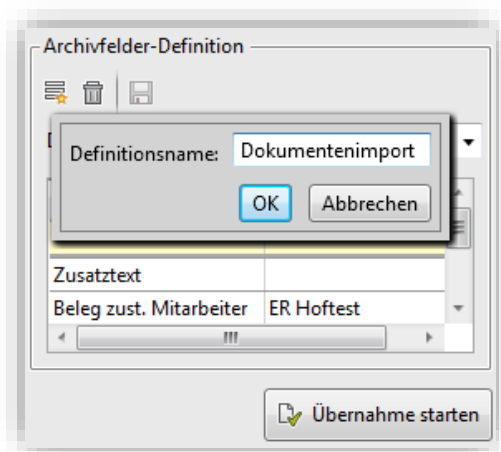 Archivfelder-Definition
Definitionsname: Dokumentenimport
OK Abbrechen
Zusatztext
Beleg zust. Mitarbeiter ER Hoftest
Übernahme starten